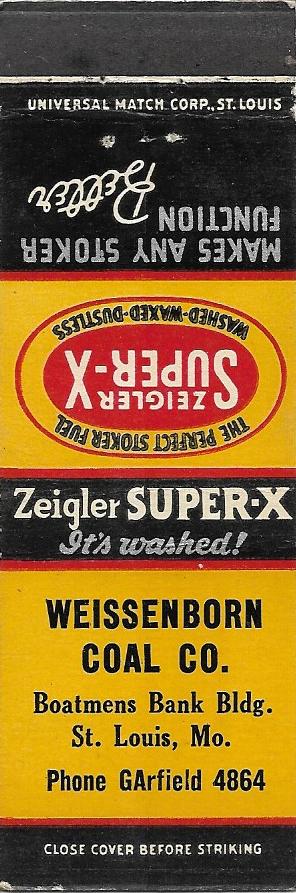 UNIVERSAL MATCH CORP., ST. LOUIS
MAKES ANY STOKER
FUNCTION
Better
WASHED-WAXED-DUSTLESS
ZEIGLER
SUPER-X
THE PERFECT STOKER FUEL
Zeigler SUPER-X
It's washed!
WEISSENBORN
COAL CO.
Boatmens Bank Bldg.
St. Louis, Mo.
Phone GArfield 4864
CLOSE COVER BEFORE STRIKING